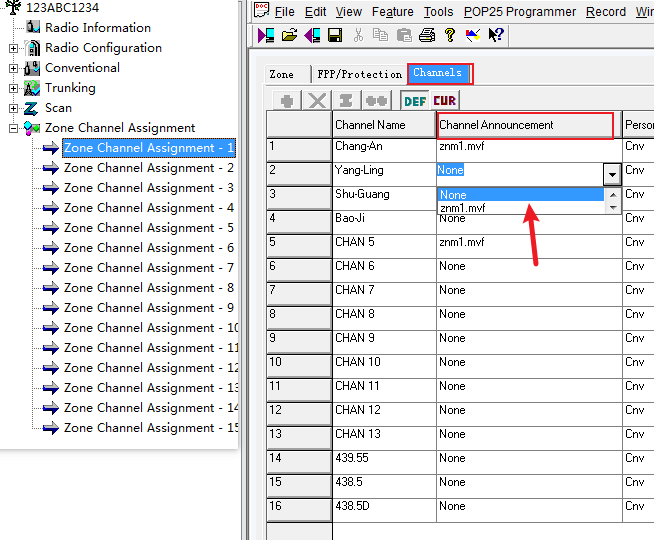 123ABC1234
Radio Information
Radio Configuration
Conventional
Trunking
Scan
Zone Channel Assignment
Zone Channel Assignment - 1
Zone Channel Assignment - 2
Zone Channel Assignment - 3
Zone Channel Assignment - 4
Zone Channel Assignment - 5
Zone Channel Assignment - 6
Zone Channel Assignment - 7
Zone Channel Assignment - 8
Zone Channel Assignment - 9
Zone Channel Assignment - 10
Zone Channel Assignment - 11
Zone Channel Assignment - 12
Zone Channel Assignment - 13
Zone Channel Assignment - 14
Zone Channel Assignment - 15
DOC File Edit View Feature Tools POP25 Programmer Record Win
Zone FPP/Protection Channels
DEF CUR
Channel Name Channel Announcement Perso
1 Chang-An znm1.mvf Cnv
2 Yang-Ling None Cnv
3 Shu-Guang None Cnv
znm1.mvf
4 Bao-Ji None Cnv
5 CHAN 5 znm1.mvf Cnv
6 CHAN 6 None Cnv
7 CHAN 7 None Cnv
8 CHAN 8 None Cnv
9 CHAN 9 None Cnv
10 CHAN 10 None Cnv
11 CHAN 11 None Cnv
12 CHAN 12 None Cnv
13 CHAN 13 None Cnv
14 439.55 None Cnv
15 438.5 None Cnv
16 438.5D None Cnv